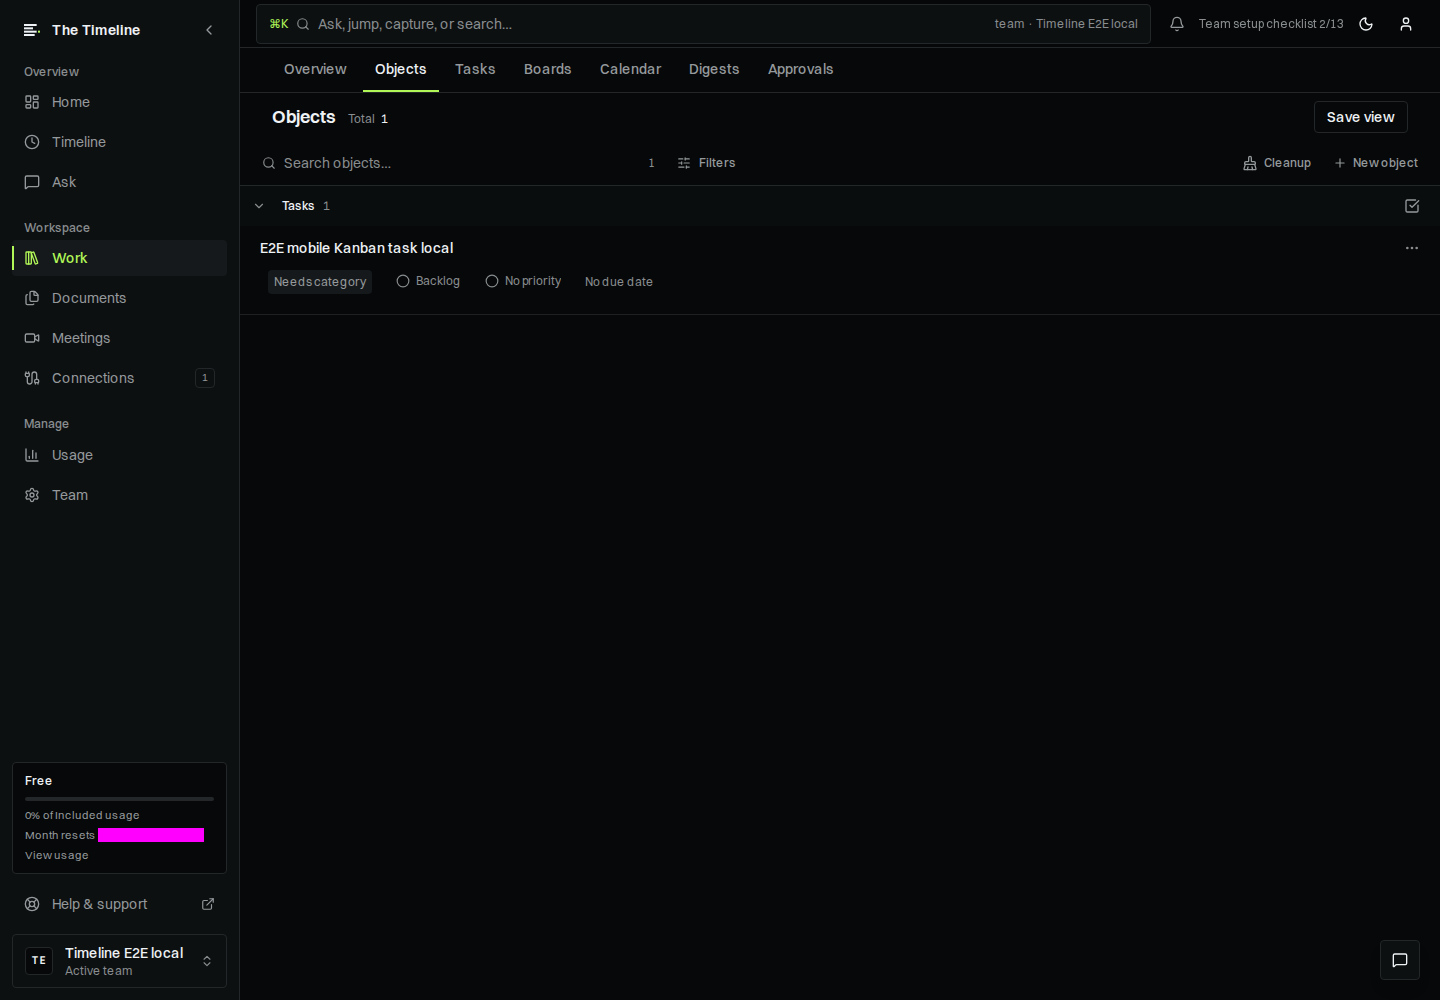 The Timeline
Overview
Home
Timeline
Ask
Workspace
Work
Documents
Meetings
Connections 1
Manage
Usage
Team
Free
0% of included usage
Month resets
View usage
Help & support
TE
Timeline E2E local
Active team
⌘K Ask, jump, capture, or search... team · Timeline E2E local
Team setup checklist 2/13
Overview Objects Tasks Boards Calendar Digests Approvals
Objects Total 1
Save view
Search objects... 1 Filters
Cleanup New object
Tasks 1
E2E mobile Kanban task local
Needs category Backlog No priority No due date